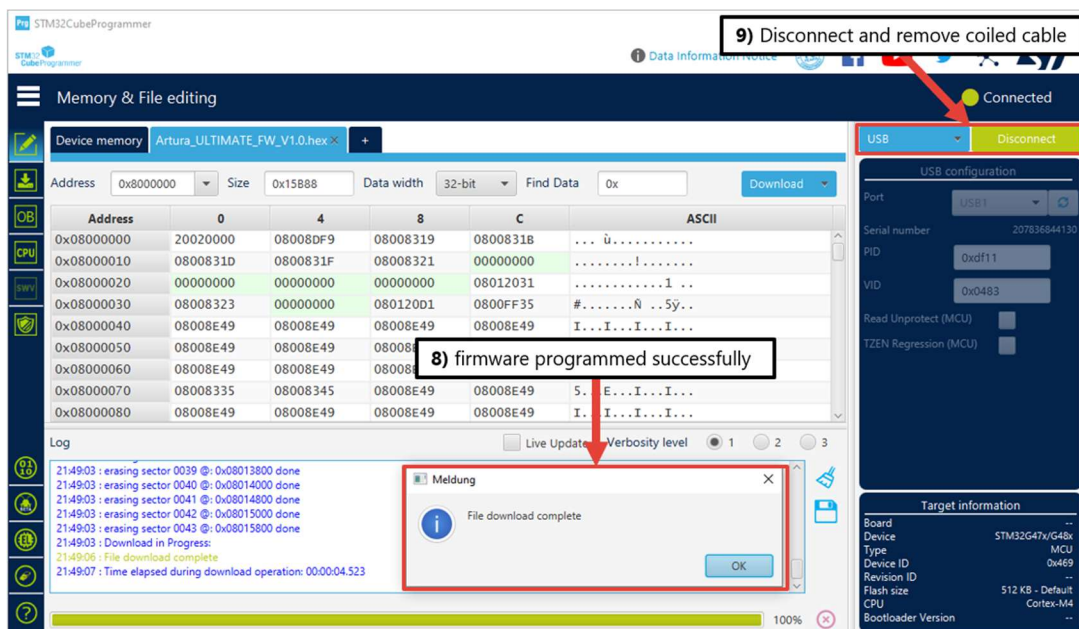 Prg STM32CubeProgrammer
9) Disconnect and remove coiled cable
STM32
CubeProgrammer
Data Information Notice
Memory & File editing
Connected
Device memory Artura_ULTIMATE_FW_V1.0.hex × +
USB Disconnect
Address 0x8000000 Size 0x15B88 Data width 32-bit Find Data 0x Download
Address 0 4 8 C ASCII
0x08000000 20020000 08008DF9 08008319 0800831B ... ù...........
0x08000010 0800831D 0800831F 08008321 00000000 ........!.......
0x08000020 00000000 00000000 00000000 08012031 ............1 ..
0x08000030 08008323 00000000 080120D1 0800FF35 #.......Ñ ..5ÿ..
0x08000040 08008E49 08008E49 08008E49 08008E49 I...I...I...I...
0x08000050 08008E49 08008E49
0x08000060 08008E49 08008E49
0x08000070 08008335 08008345 08008E49 08008E49
0x08000080 08008E49 08008E49 08008E49 08008E49
8) firmware programmed successfully
USB configuration
Port USB1
Serial number 207836844130
PID 0xdf11
VID 0x0483
Read Unprotect (MCU)
TZEN Regression (MCU)
OB
CPU
SWV
Log Live Update Verbosity level 1 2 3
21:49:03 : erasing sector 0039 @: 0x08013800 done
21:49:03 : erasing sector 0040 @: 0x08014000 done
21:49:03 : erasing sector 0041 @: 0x08014800 done
21:49:03 : erasing sector 0042 @: 0x08015000 done
21:49:03 : erasing sector 0043 @: 0x08015800 done
21:49:03 : Download in Progress:
21:49:06 : File download complete
21:49:07 : Time elapsed during download operation: 00:00:04.523
Meldung
File download complete
OK
100%
Target information
Board --
Device STM32G47x/G48x
Type MCU
Device ID 0x469
Revision ID --
Flash size 512 KB - Default
CPU Cortex-M4
Bootloader Version --